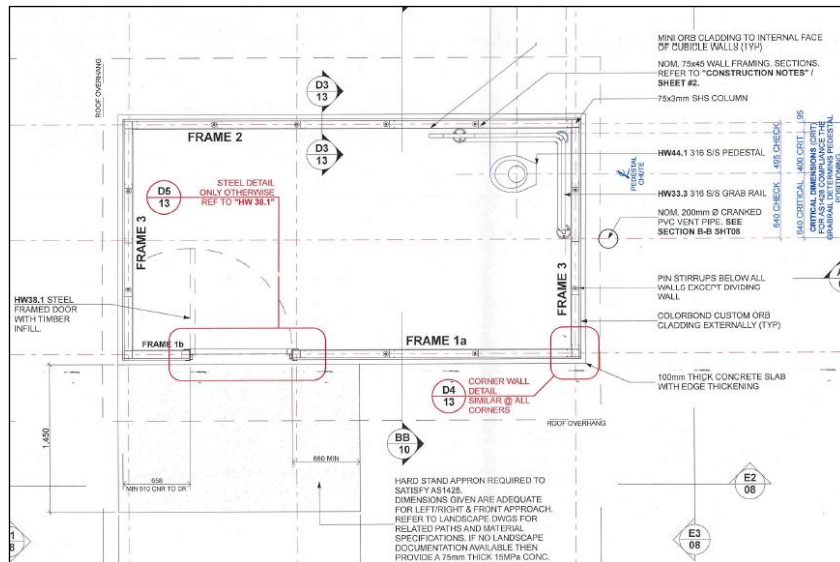 MINI ORB CLADDING TO INTERNAL FACE
OF CUBICLE WALLS (TYP)
NOM. 75x45 WALL FRAMING. SECTIONS.
REFER TO "CONSTRUCTION NOTES" /
SHEET #2.
75x3mm SHS COLUMN
ROOF OVERHANG
D3
13
FRAME 2
D3
13
D5
13
STEEL DETAIL
ONLY OTHERWISE
REF TO "HW 38.1"
FRAME 3
HW44.1 316 S/S PEDESTAL
PEDESTAL
CHUTE
HW33.3 316 S/S GRAB RAIL
NOM. 200mm Ø CRANKED
PVC VENT PIPE. SEE
SECTION B-B SHT08
640 CHECK
495 CHECK
95
640 CRITICAL
400 CRIT.
CRITICAL DIMENSIONS (CRIT)
FOR AS1428 COMPLIANCE THE
GRABRAIL DETERMINS PEDESTAL
POSITIONING
FRAME 3
PIN STIRRUPS BELOW ALL
WALLS EXCEPT DIVIDING
WALL
COLORBOND CUSTOM ORB
CLADDING EXTERNALLY (TYP)
HW38.1 STEEL
FRAMED DOOR
WITH TIMBER
INFILL.
FRAME 1b
FRAME 1a
100mm THICK CONCRETE SLAB
WITH EDGE THICKENING
D4
13
CORNER WALL
DETAIL
SIMILAR @ ALL
CORNERS
ROOF OVERHANG
BB
10
1,450
658
MIN 510 CNR TO DR
660 MIN
HARD STAND APPRON REQUIRED TO
SATISFY AS1428.
DIMENSIONS GIVEN ARE ADEQUATE
FOR LEFT/RIGHT & FRONT APPROACH.
REFER TO LANDSCAPE DWGS FOR
RELATED PATHS AND MATERIAL
SPECIFICATIONS. IF NO LANDSCAPE
DOCUMENTATION AVAILABLE THEN
PROVIDE A 75mm THICK 15MPa CONC.
E2
08
E3
08